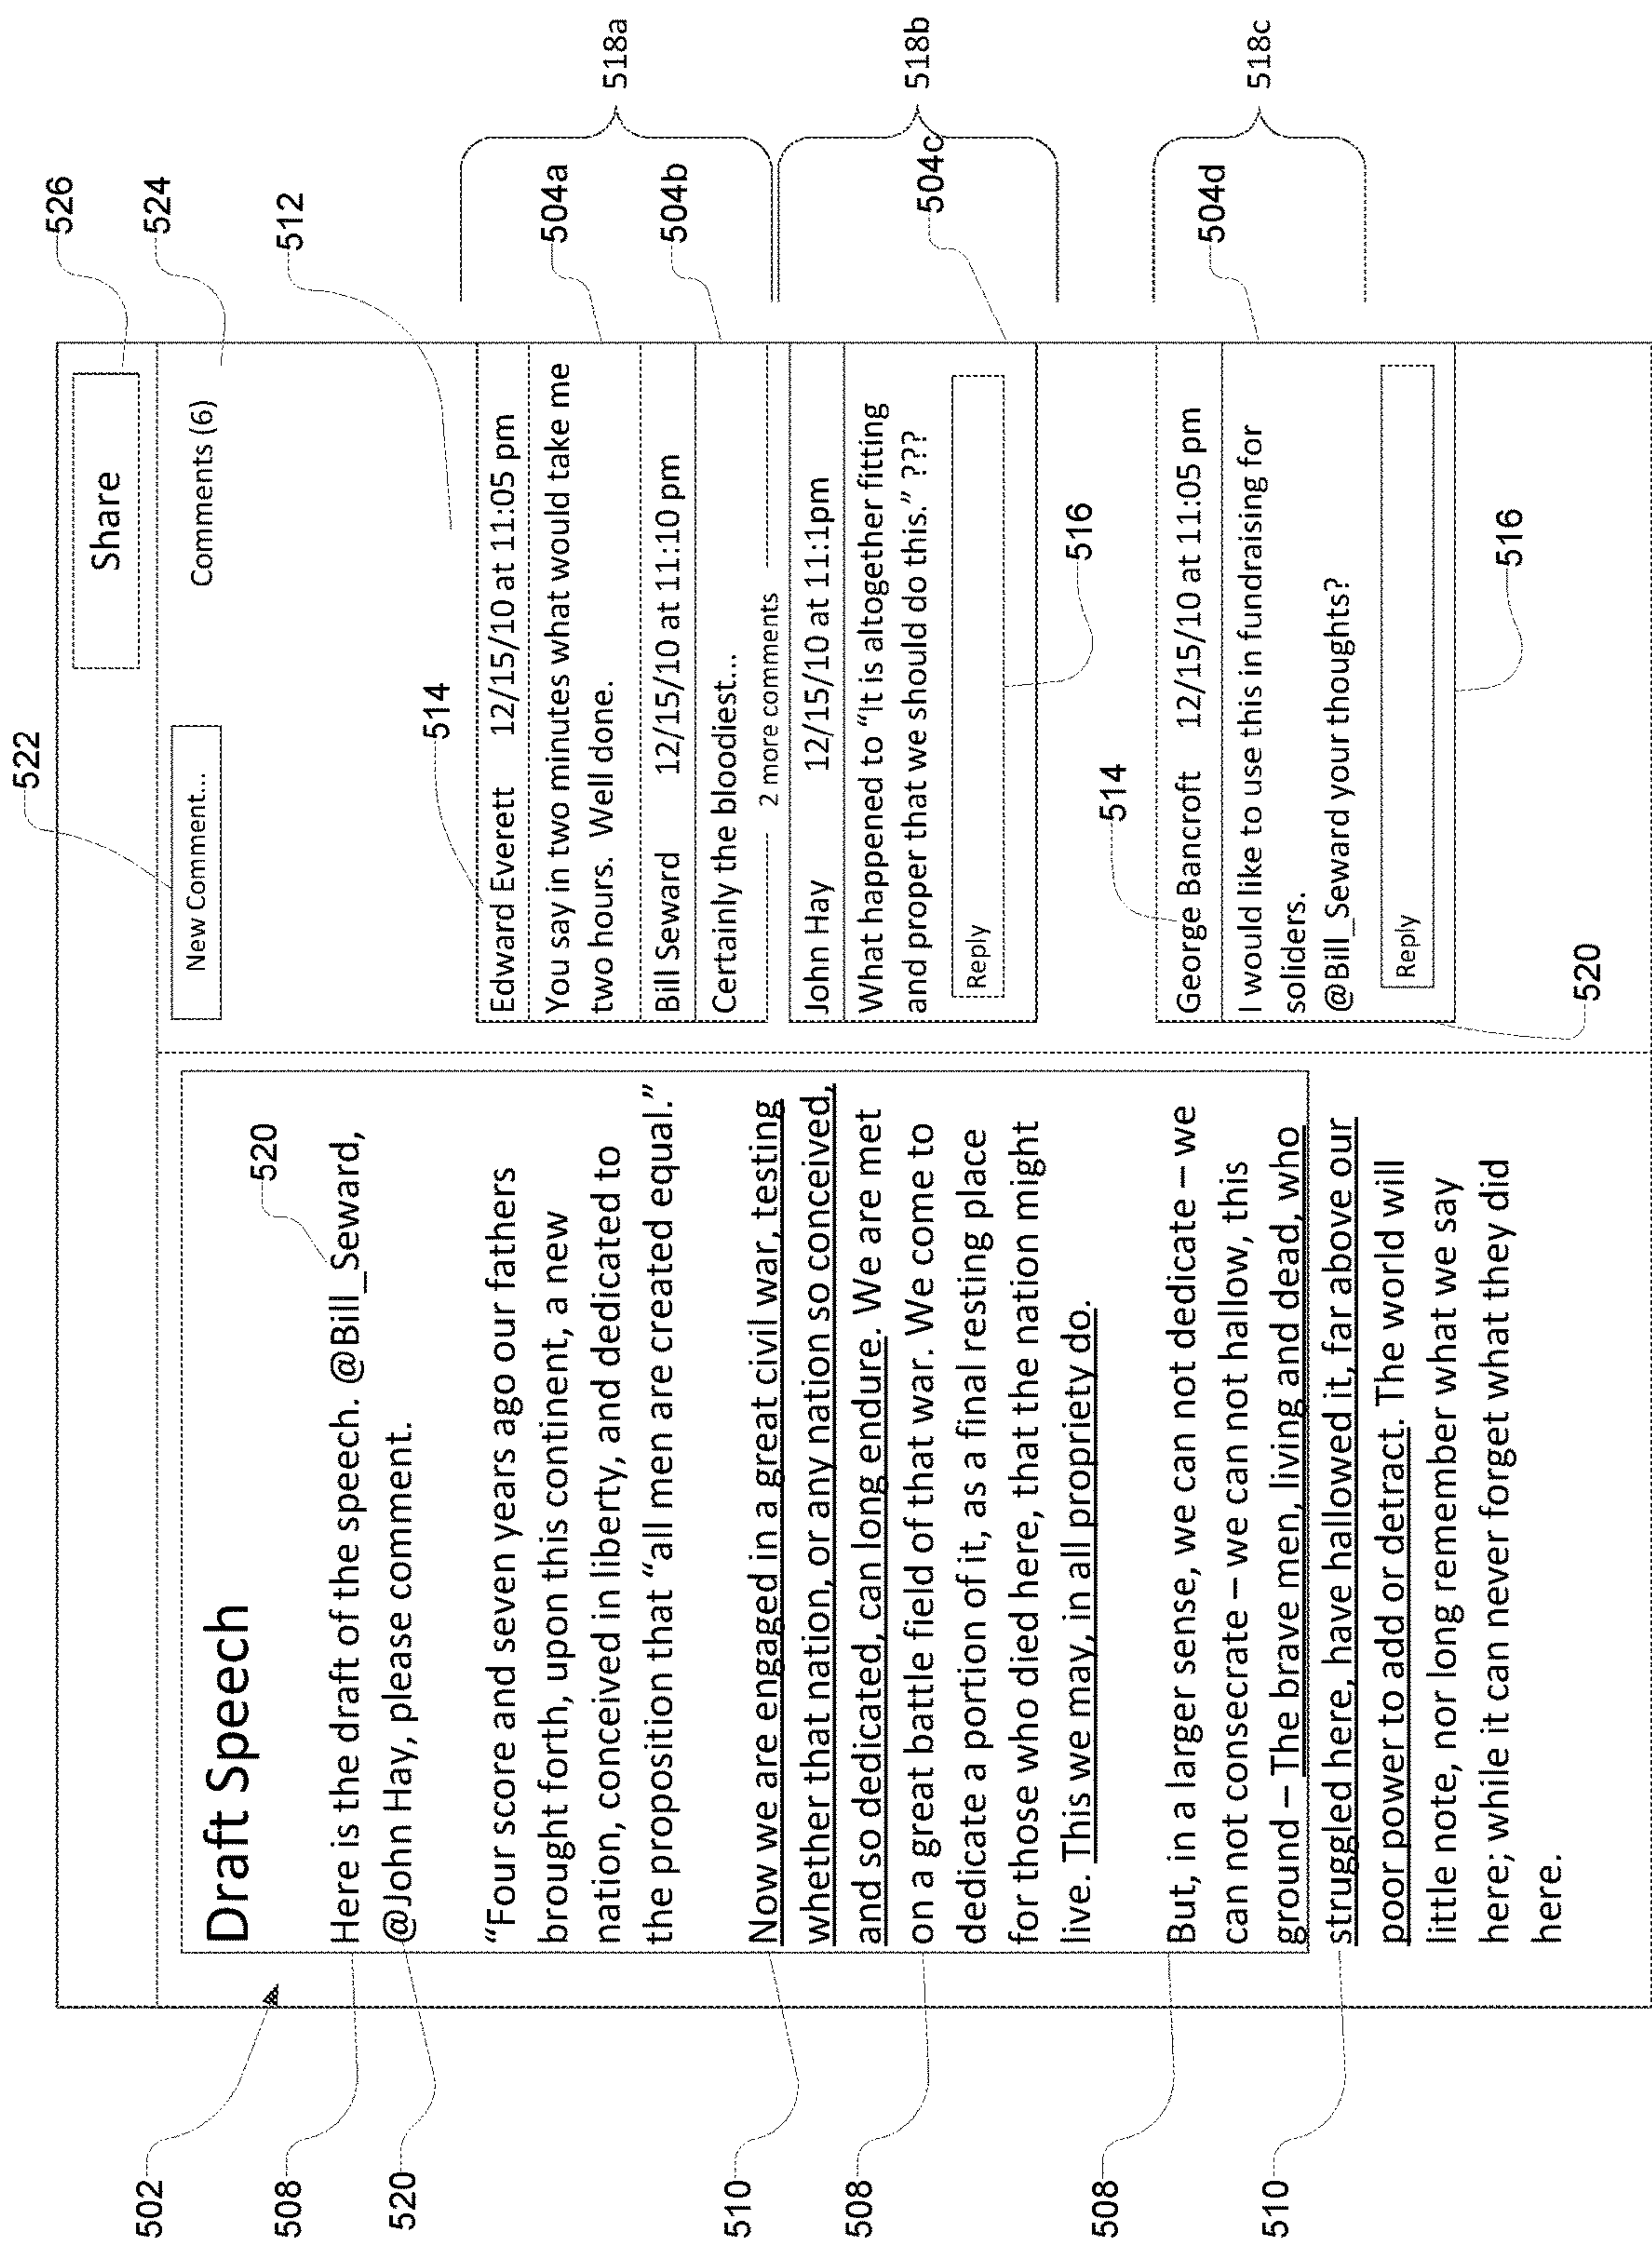 522
526
Share
524
New Comment...
Comments (6)
512
502
Draft Speech
520
508
Here is the draft of the speech. @Bill_Seward,
520
@John Hay, please comment.
“Four score and seven years ago our fathers
brought forth, upon this continent, a new
nation, conceived in liberty, and dedicated to
the proposition that “all men are created equal.”
510
Now we are engaged in a great civil war, testing
whether that nation, or any nation so conceived,
508
and so dedicated, can long endure. We are met
on a great battle field of that war. We come to
dedicate a portion of it, as a final resting place
for those who died here, that the nation might
live. This we may, in all propriety do.
508
But, in a larger sense, we can not dedicate – we
can not consecrate – we can not hallow, this
510
ground – The brave men, living and dead, who
struggled here, have hallowed it, far above our
poor power to add or detract. The world will
little note, nor long remember what we say
here; while it can never forget what they did
here.
514
Edward Everett 12/15/10 at 11:05 pm
518a
504a
You say in two minutes what would take me
two hours. Well done.
504b
Bill Seward 12/15/10 at 11:10 pm
Certainly the bloodiest...
2 more comments
John Hay 12/15/10 at 11:1pm
518b
504c
What happened to “It is altogether fitting
and proper that we should do this.” ???
Reply
516
514
George Bancroft 12/15/10 at 11:05 pm
504d
518c
I would like to use this in fundraising for
soliders.
@Bill_Seward your thoughts?
Reply
516
520